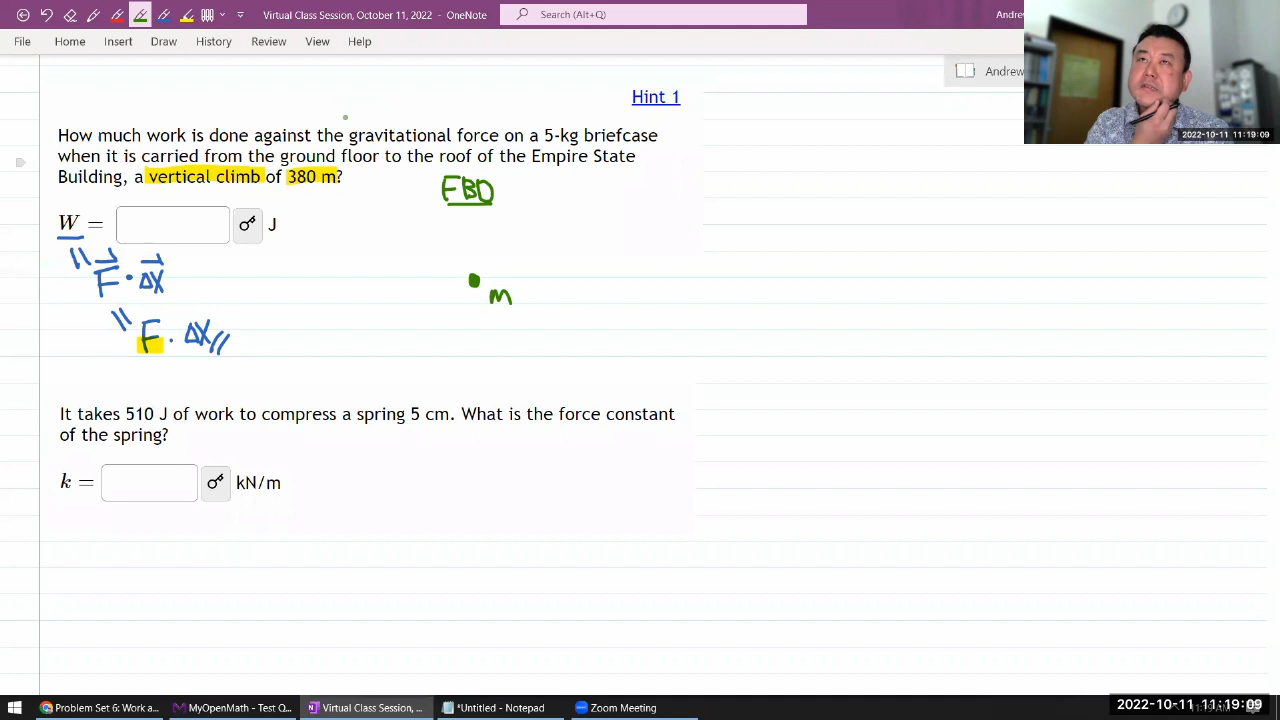 Virtual Class Session, October 11, 2022 - OneNote
Search (Alt+Q)
Andrew
File Home Insert Draw History Review View Help
Andrew
2022-10-11 11:19:09
Hint 1
How much work is done against the gravitational force on a 5-kg briefcase
when it is carried from the ground floor to the roof of the Empire State
Building, a vertical climb of 380 m?
FBD
W = J
F · ΔX
m
F · ΔX
It takes 510 J of work to compress a spring 5 cm. What is the force constant
of the spring?
k = kN/m
Problem Set 6: Work a...
MyOpenMath - Test Q...
Virtual Class Session, ...
*Untitled - Notepad
Zoom Meeting
2022-10-11 11:19:09